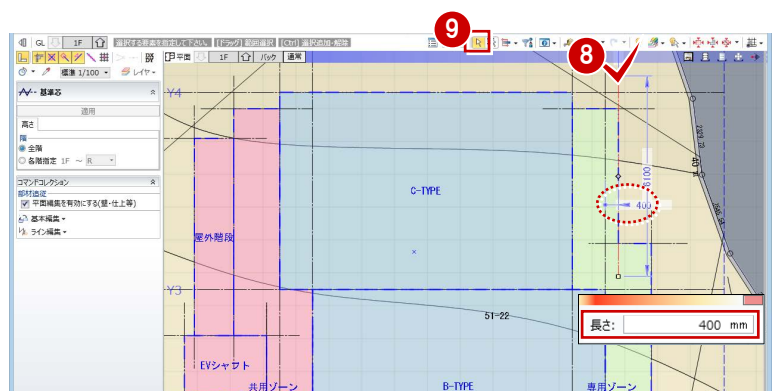 9
8
GL 1F 選択する要素を指定して下さい。 [[ドラッグ]:範囲選択 [Ctrl]:選択追加・解除]
標準 1/100 レイヤー
平面 1F バック 通常
基準芯
適用
高さ
階
全階
各階指定 1F ～ R
コマンドコレクション
部材追従
平面編集を有効にする(壁・仕上等)
基本編集
ライン編集
Y4
C-TYPE
6100
400
屋外階段
Y3
51-22
長さ: 400 mm
EVシャフト
共用ゾーン
B-TYPE
専用ゾーン